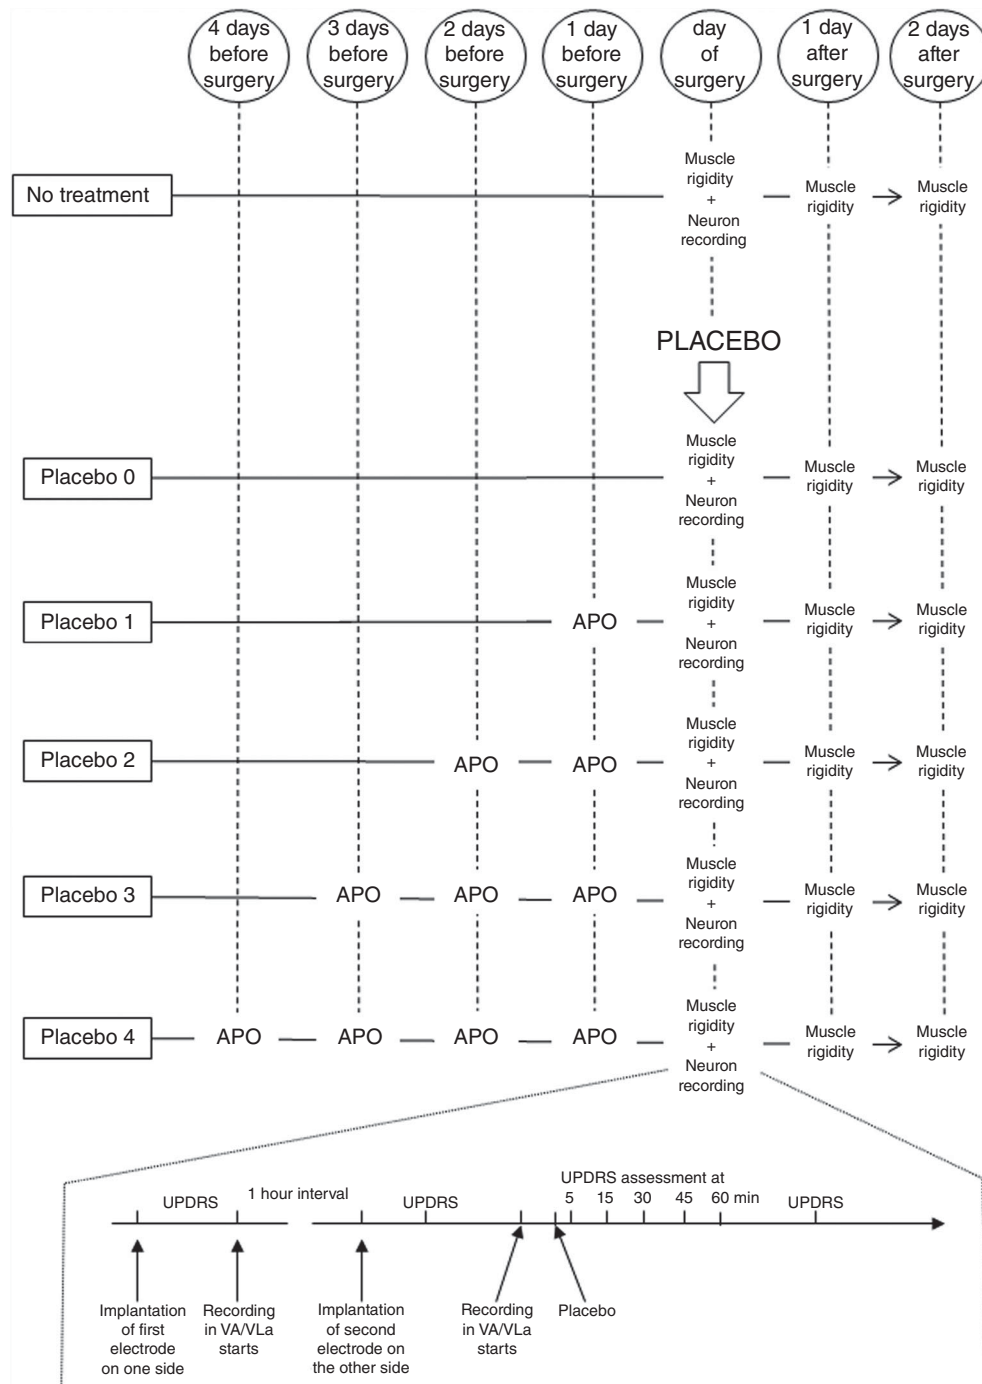 4 days
before
surgery
3 days
before
surgery
2 days
before
surgery
1 day
before
surgery
day
of
surgery
1 day
after
surgery
2 days
after
surgery
No treatment
Muscle
rigidity
+
Neuron
recording
Muscle
rigidity
Muscle
rigidity
PLACEBO
Placebo 0
Muscle
rigidity
+
Neuron
recording
Muscle
rigidity
Muscle
rigidity
Placebo 1
APO
Muscle
rigidity
+
Neuron
recording
Muscle
rigidity
Muscle
rigidity
Placebo 2
APO
APO
Muscle
rigidity
+
Neuron
recording
Muscle
rigidity
Muscle
rigidity
Placebo 3
APO
APO
APO
Muscle
rigidity
+
Neuron
recording
Muscle
rigidity
Muscle
rigidity
Placebo 4
APO
APO
APO
APO
Muscle
rigidity
+
Neuron
recording
Muscle
rigidity
Muscle
rigidity
UPDRS
1 hour interval
UPDRS
UPDRS assessment at
5 15 30 45 60 min
UPDRS
Implantation
of first
electrode
on one side
Recording
in VA/VLa
starts
Implantation
of second
electrode on
the other side
Recording
in VA/VLa
starts
Placebo